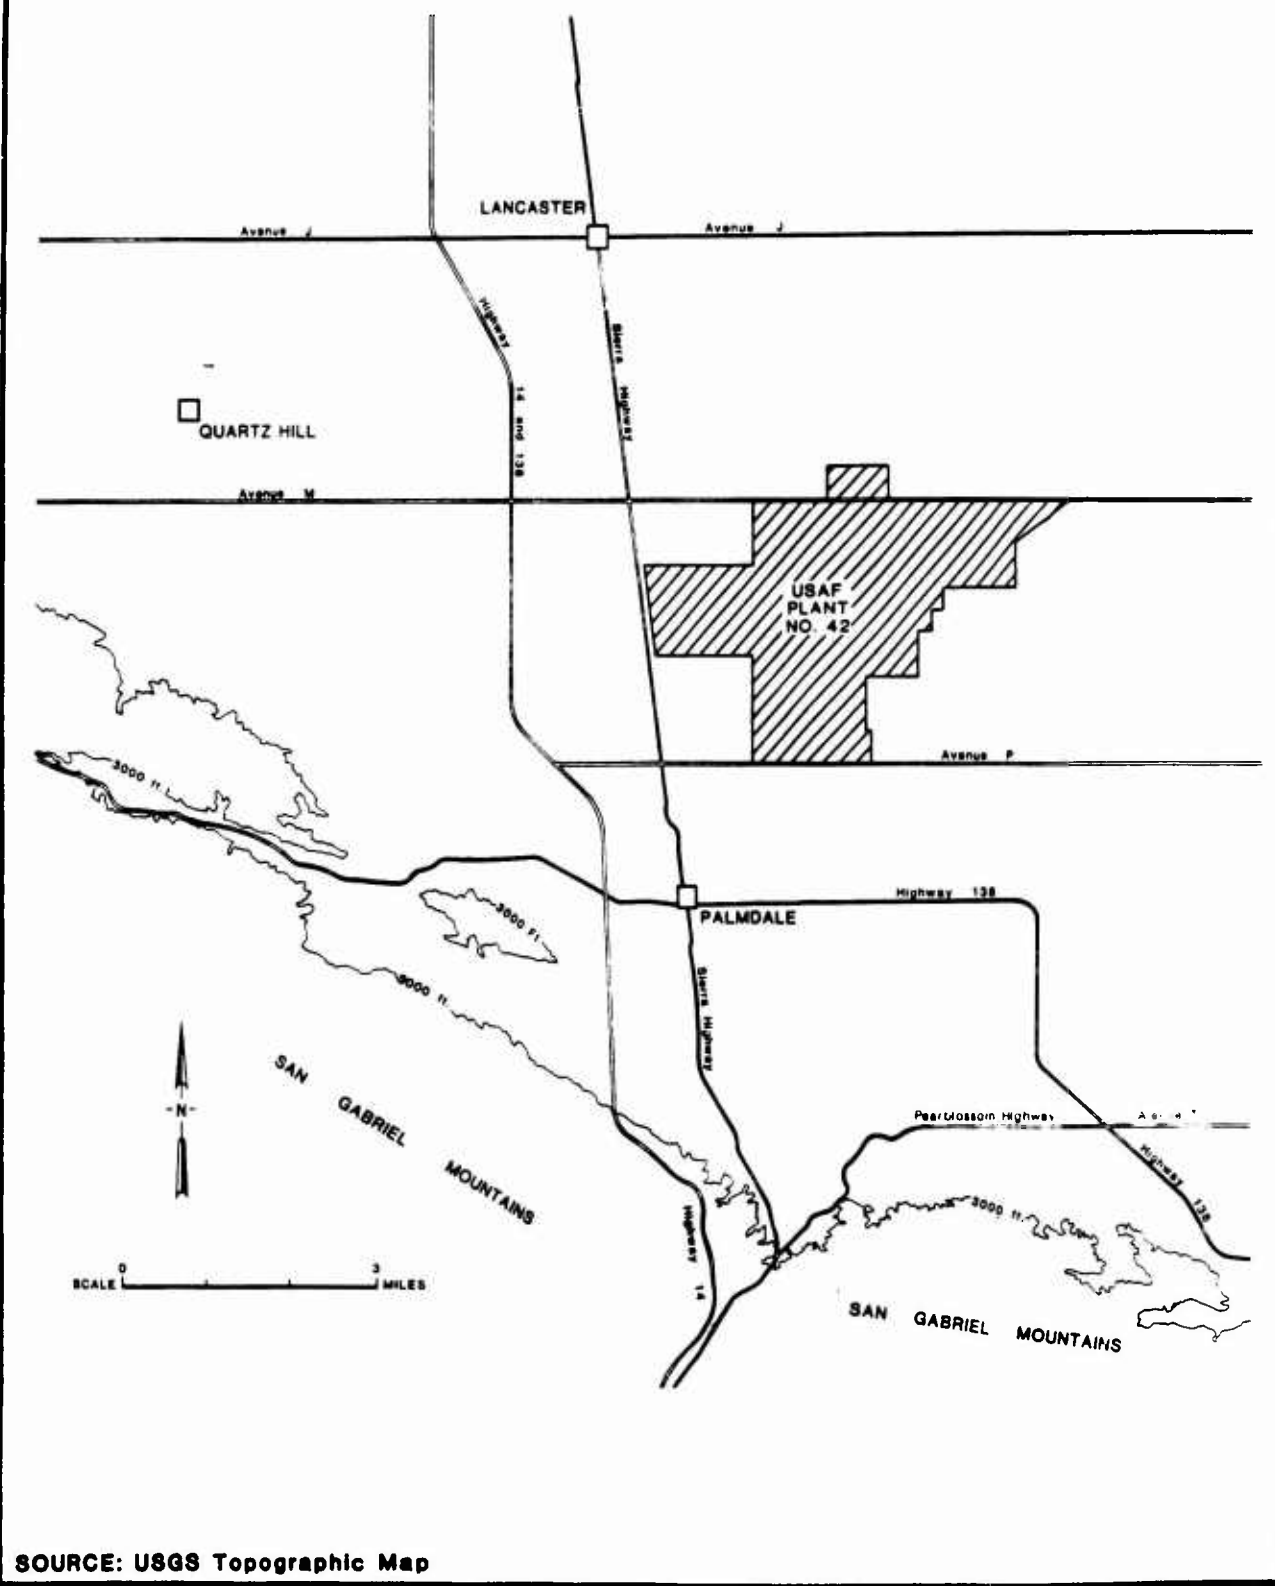 LANCASTER
Avenue J
Avenue J
Highway
14 and 138
Sierra
Highway
QUARTZ HILL
Avenue M
USAF
PLANT
NO. 42
Avenue P
3000 ft.
Highway 138
PALMDALE
3000 Ft.
3000 ft.
Sierra Highway
SAN GABRIEL MOUNTAINS
-N-
Pearblossom Highway
Highway 138
3000 ft.
Highway 14
0 3
SCALE MILES
SAN GABRIEL MOUNTAINS
SOURCE: USGS Topographic Map